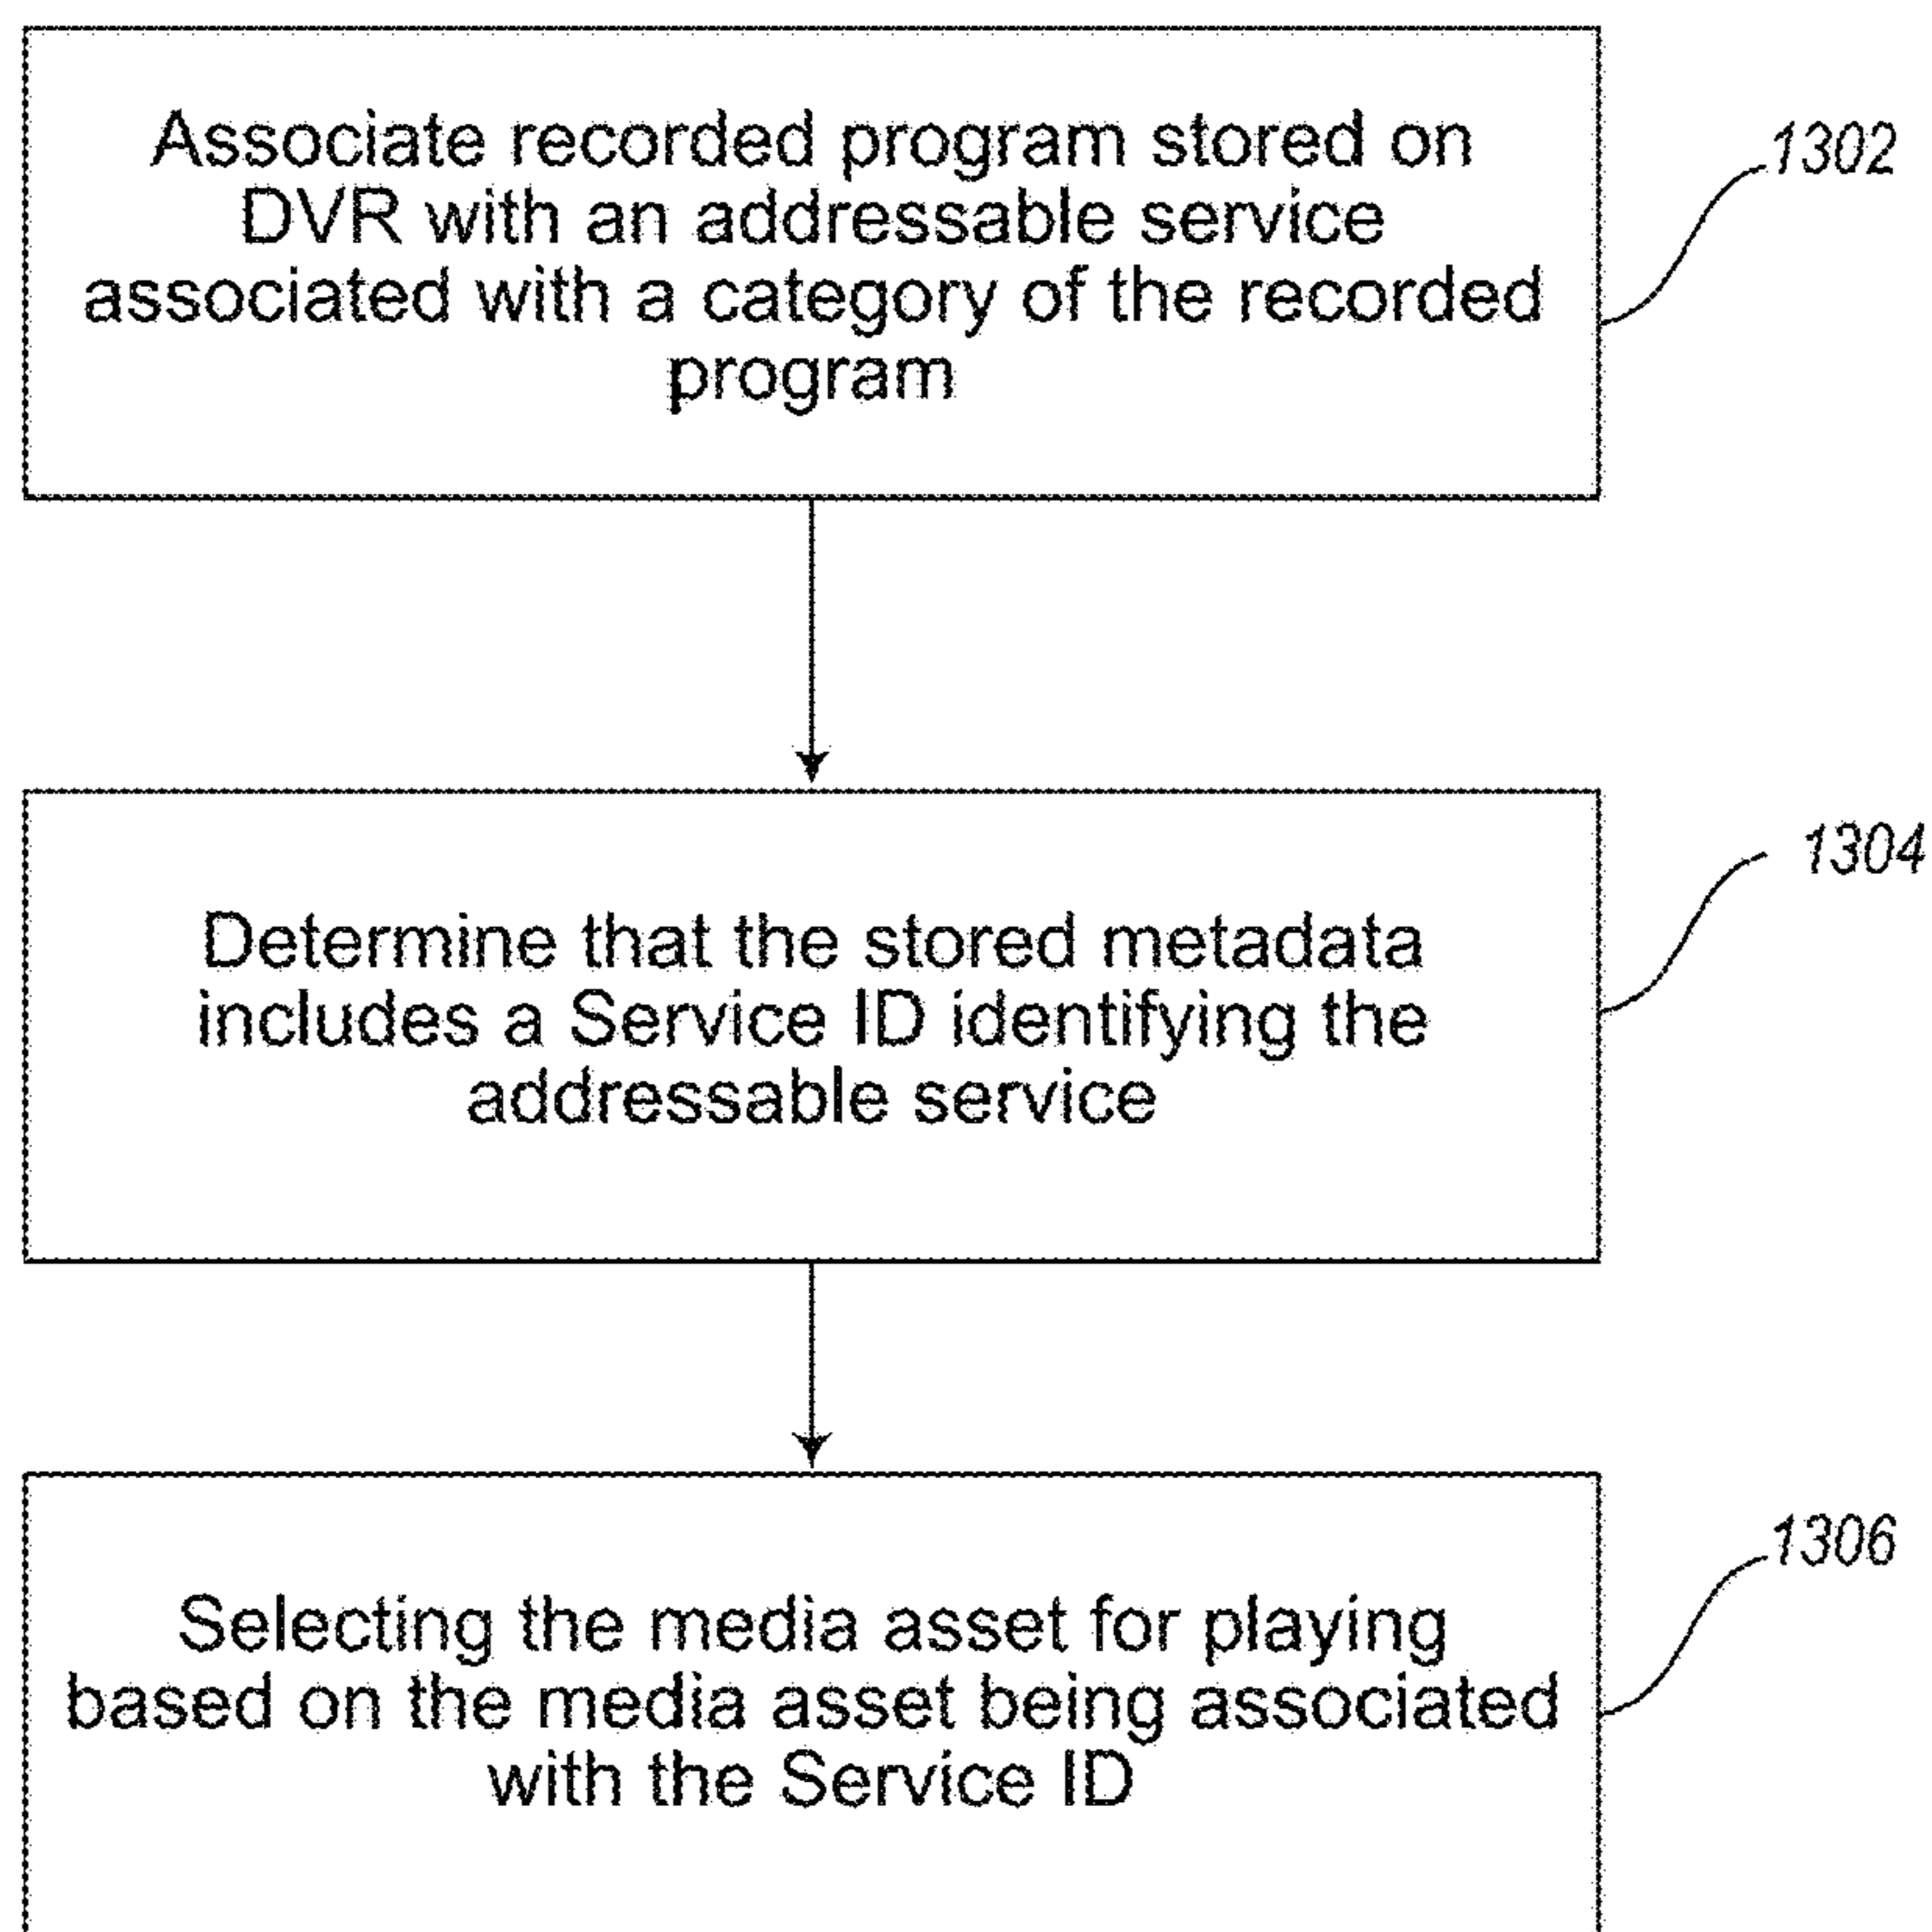 Associate recorded program stored on
DVR with an addressable service
associated with a category of the recorded
program
1302
Determine that the stored metadata
includes a Service ID identifying the
addressable service
1304
Selecting the media asset for playing
based on the media asset being associated
with the Service ID
1306